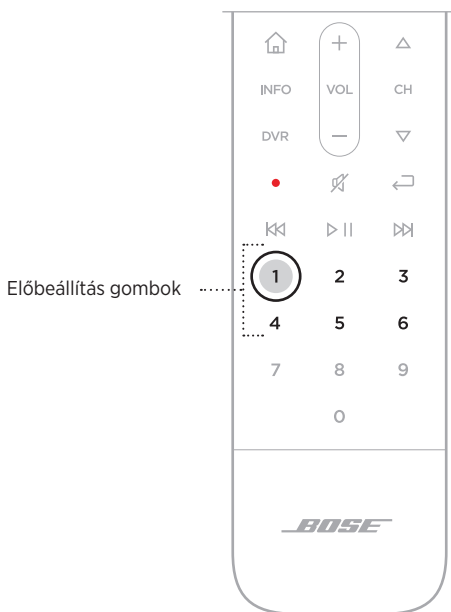 +
INFO VOL CH
DVR −
Előbeállítás gombok
1 2 3
4 5 6
7 8 9
0
BOSE